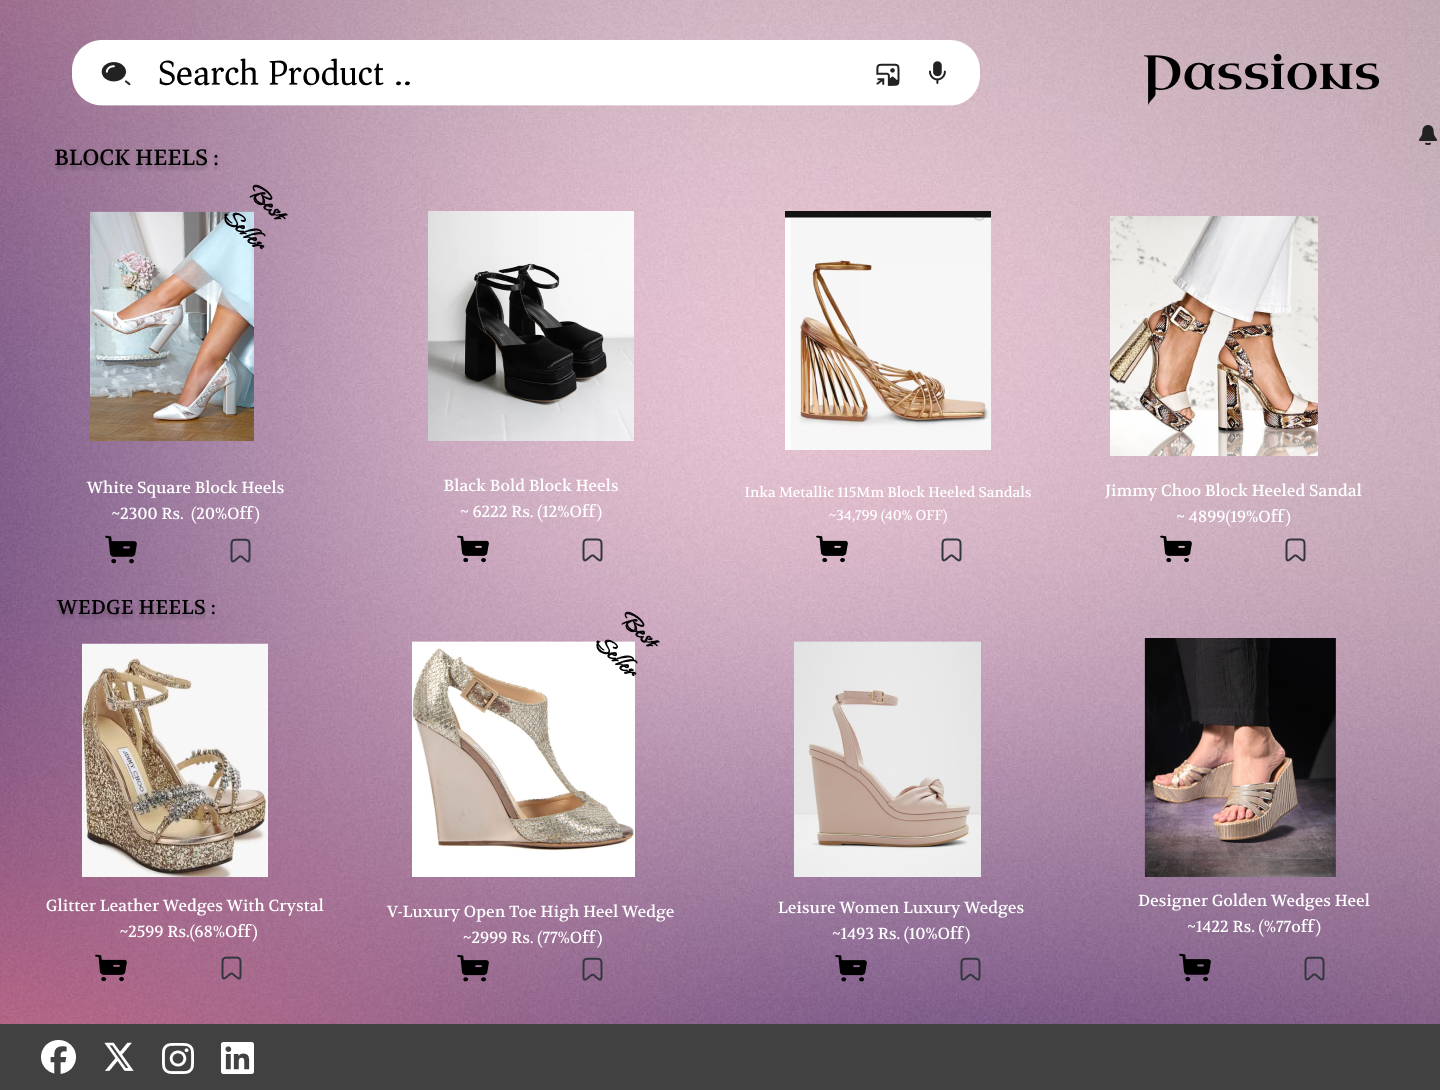 Search Product ..
Passions
BLOCK HEELS :
Best
Seller
White Square Block Heels
~2300 Rs.  (20%Off)
Black Bold Block Heels
~ 6222 Rs. (12%Off)
Inka Metallic 115Mm Block Heeled Sandals
~34,799 (40% OFF)
Jimmy Choo Block Heeled Sandal
~ 4899(19%Off)
WEDGE HEELS :
Best
Seller
JIMMY CHOO
Glitter Leather Wedges With Crystal
~2599 Rs.(68%Off)
V-Luxury Open Toe High Heel Wedge
~2999 Rs. (77%Off)
Leisure Women Luxury Wedges
~1493 Rs. (10%Off)
Designer Golden Wedges Heel
~1422 Rs. (%77off)